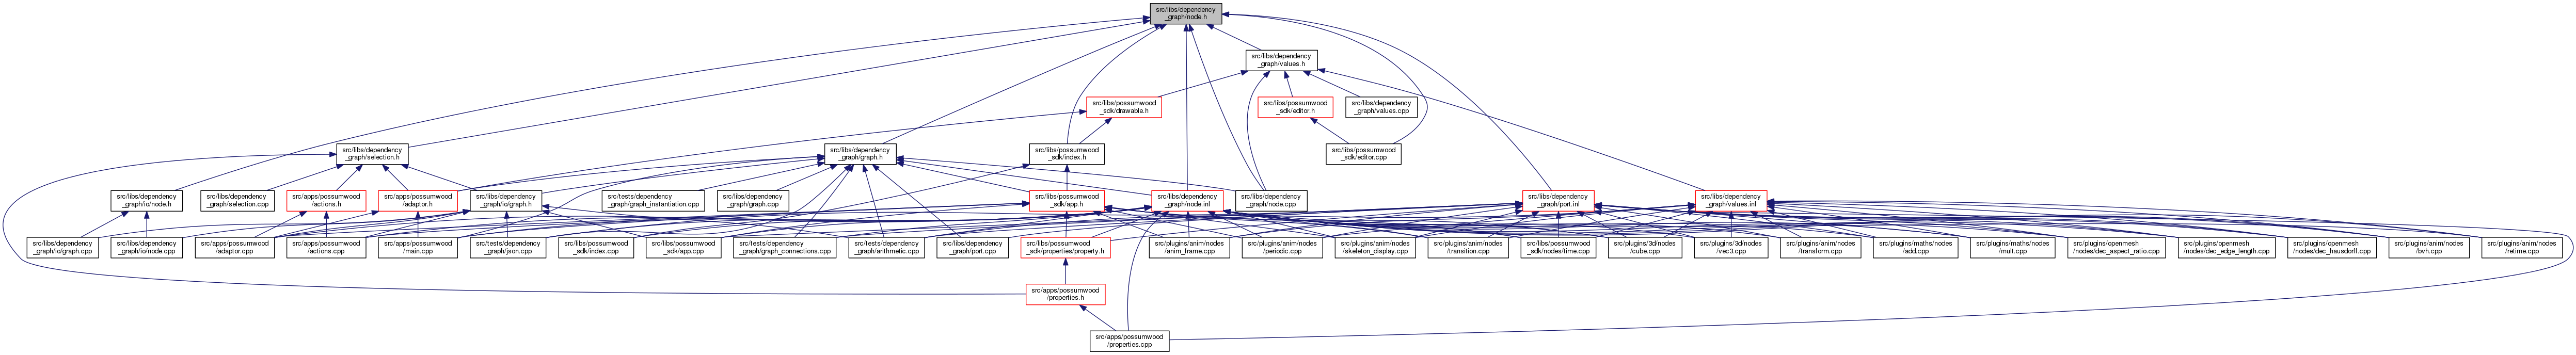 src/libs/dependency
_graph/node.h
src/libs/dependency
_graph/values.h
src/libs/possumwood
_sdk/drawable.h
src/libs/possumwood
_sdk/editor.h
src/libs/dependency
_graph/values.cpp
src/libs/dependency
_graph/selection.h
src/libs/dependency
_graph/graph.h
src/libs/possumwood
_sdk/index.h
src/libs/possumwood
_sdk/editor.cpp
src/libs/dependency
_graph/io/node.h
src/libs/dependency
_graph/selection.cpp
src/apps/possumwood
/actions.h
src/apps/possumwood
/adaptor.h
src/libs/dependency
_graph/io/graph.h
src/tests/dependency
_graph/graph_instantiation.cpp
src/libs/dependency
_graph/graph.cpp
src/libs/possumwood
_sdk/app.h
src/libs/dependency
_graph/node.inl
src/libs/dependency
_graph/node.cpp
src/libs/dependency
_graph/port.inl
src/libs/dependency
_graph/values.inl
src/libs/dependency
_graph/io/graph.cpp
src/libs/dependency
_graph/io/node.cpp
src/apps/possumwood
/adaptor.cpp
src/apps/possumwood
/actions.cpp
src/apps/possumwood
/main.cpp
src/tests/dependency
_graph/json.cpp
src/libs/possumwood
_sdk/index.cpp
src/libs/possumwood
_sdk/app.cpp
src/tests/dependency
_graph/graph_connections.cpp
src/tests/dependency
_graph/arithmetic.cpp
src/libs/dependency
_graph/port.cpp
src/libs/possumwood
_sdk/properties/property.h
src/plugins/anim/nodes
/anim_frame.cpp
src/plugins/anim/nodes
/periodic.cpp
src/plugins/anim/nodes
/skeleton_display.cpp
src/plugins/anim/nodes
/transition.cpp
src/libs/possumwood
_sdk/nodes/time.cpp
src/plugins/3d/nodes
/cube.cpp
src/plugins/3d/nodes
/vec3.cpp
src/plugins/anim/nodes
/transform.cpp
src/plugins/maths/nodes
/add.cpp
src/plugins/maths/nodes
/mult.cpp
src/plugins/openmesh
/nodes/dec_aspect_ratio.cpp
src/plugins/openmesh
/nodes/dec_edge_length.cpp
src/plugins/openmesh
/nodes/dec_hausdorff.cpp
src/plugins/anim/nodes
/bvh.cpp
src/plugins/anim/nodes
/retime.cpp
src/apps/possumwood
/properties.h
src/apps/possumwood
/properties.cpp